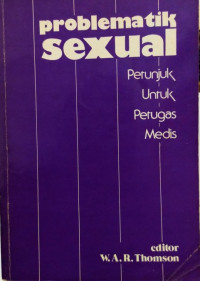 problematik
sexual
Petunjuk
Untuk
Petugas
Medis
editor
W.A.R.Thomson